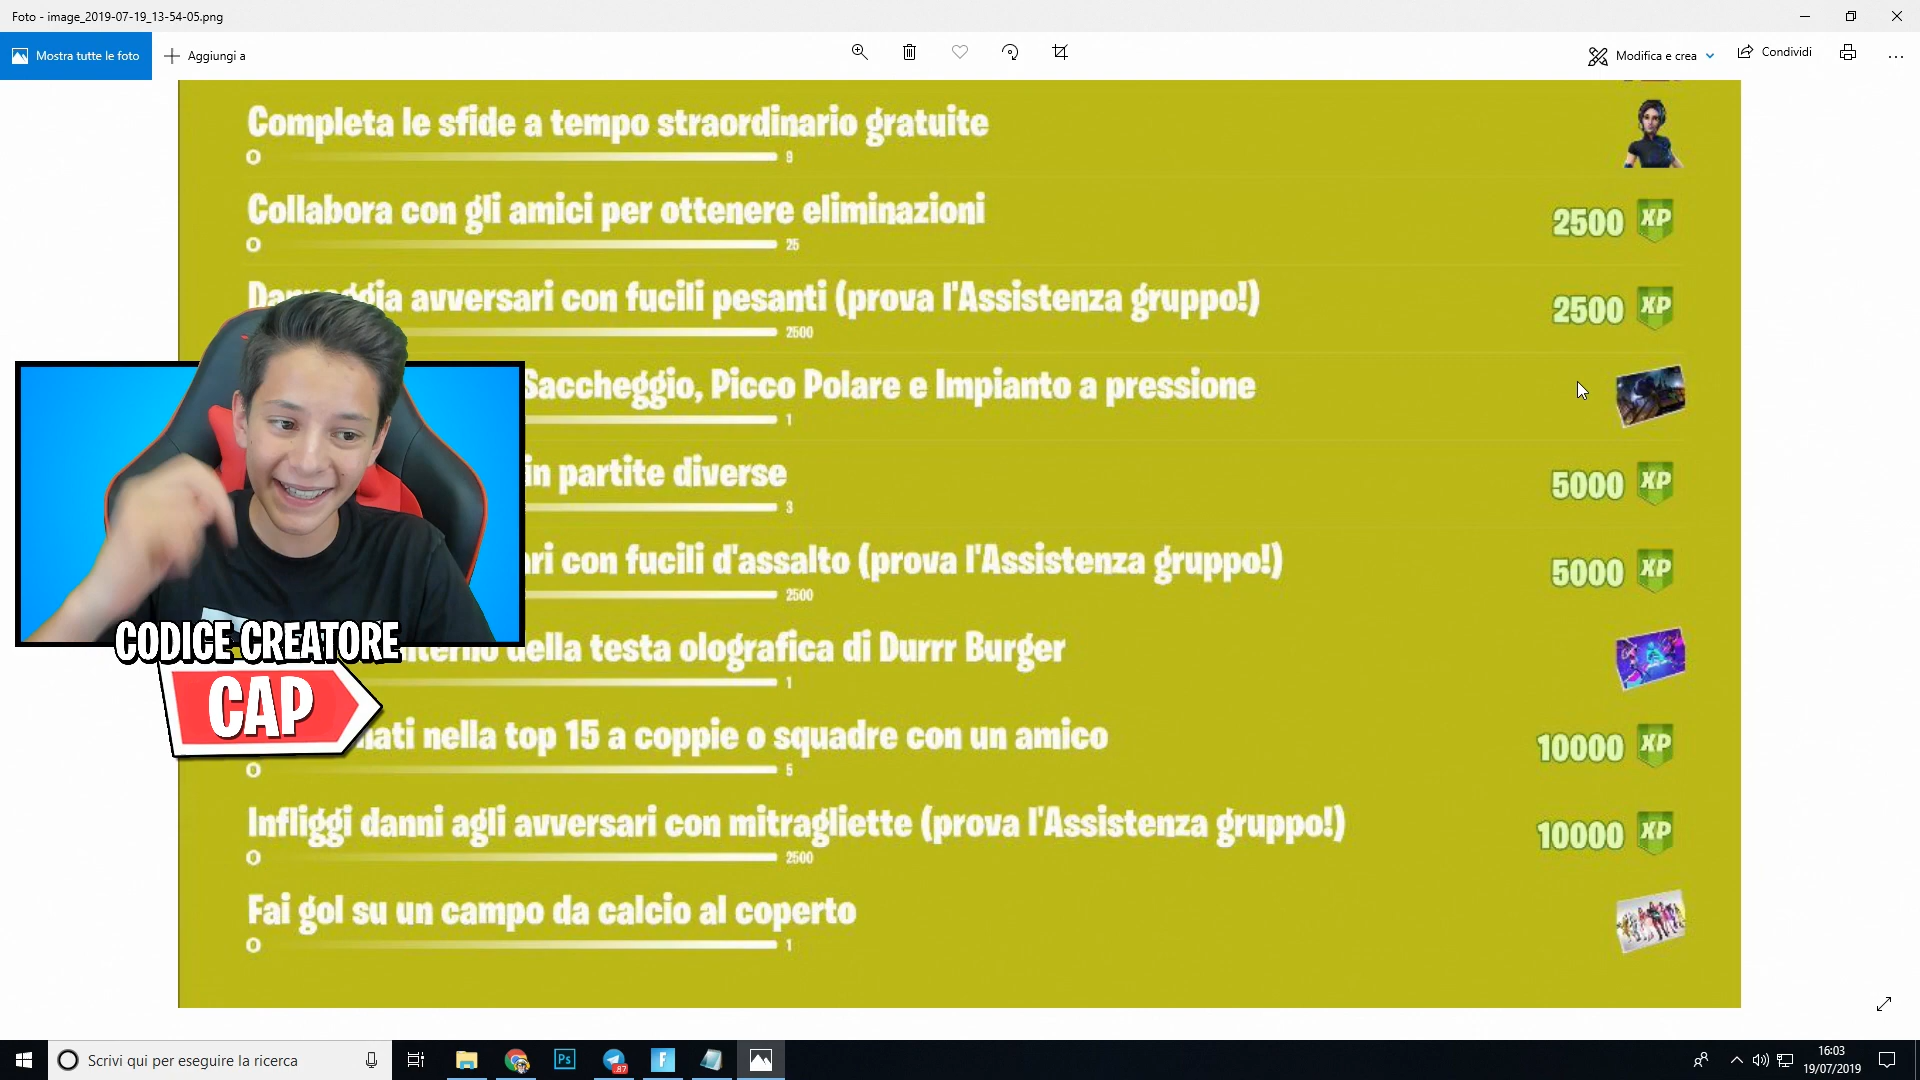 Foto - image_2019-07-19_13-54-05.png
Mostra tutte le foto
Aggiungi a
Modifica e crea
Condividi
Completa le sfide a tempo straordinario gratuite
0 9
Collabora con gli amici per ottenere eliminazioni
0 25
2500 XP
avversari con fucili pesanti (prova l'Assistenza gruppo!)
2500
2500 XP
Saccheggio, Picco Polare e Impianto a pressione
1
in partite diverse
3
5000 XP
con fucili d'assalto (prova l'Assistenza gruppo!)
2500
5000 XP
della testa olografica di Durrr Burger
1
nella top 15 a coppie o squadre con un amico
0 5
10000 XP
Infliggi danni agli avversari con mitragliette (prova l'Assistenza gruppo!)
0 2500
10000 XP
Fai gol su un campo da calcio al coperto
0 1
CODICE CREATORE
CAP
Scrivi qui per eseguire la ricerca
Ps
87
F
16:03
19/07/2019